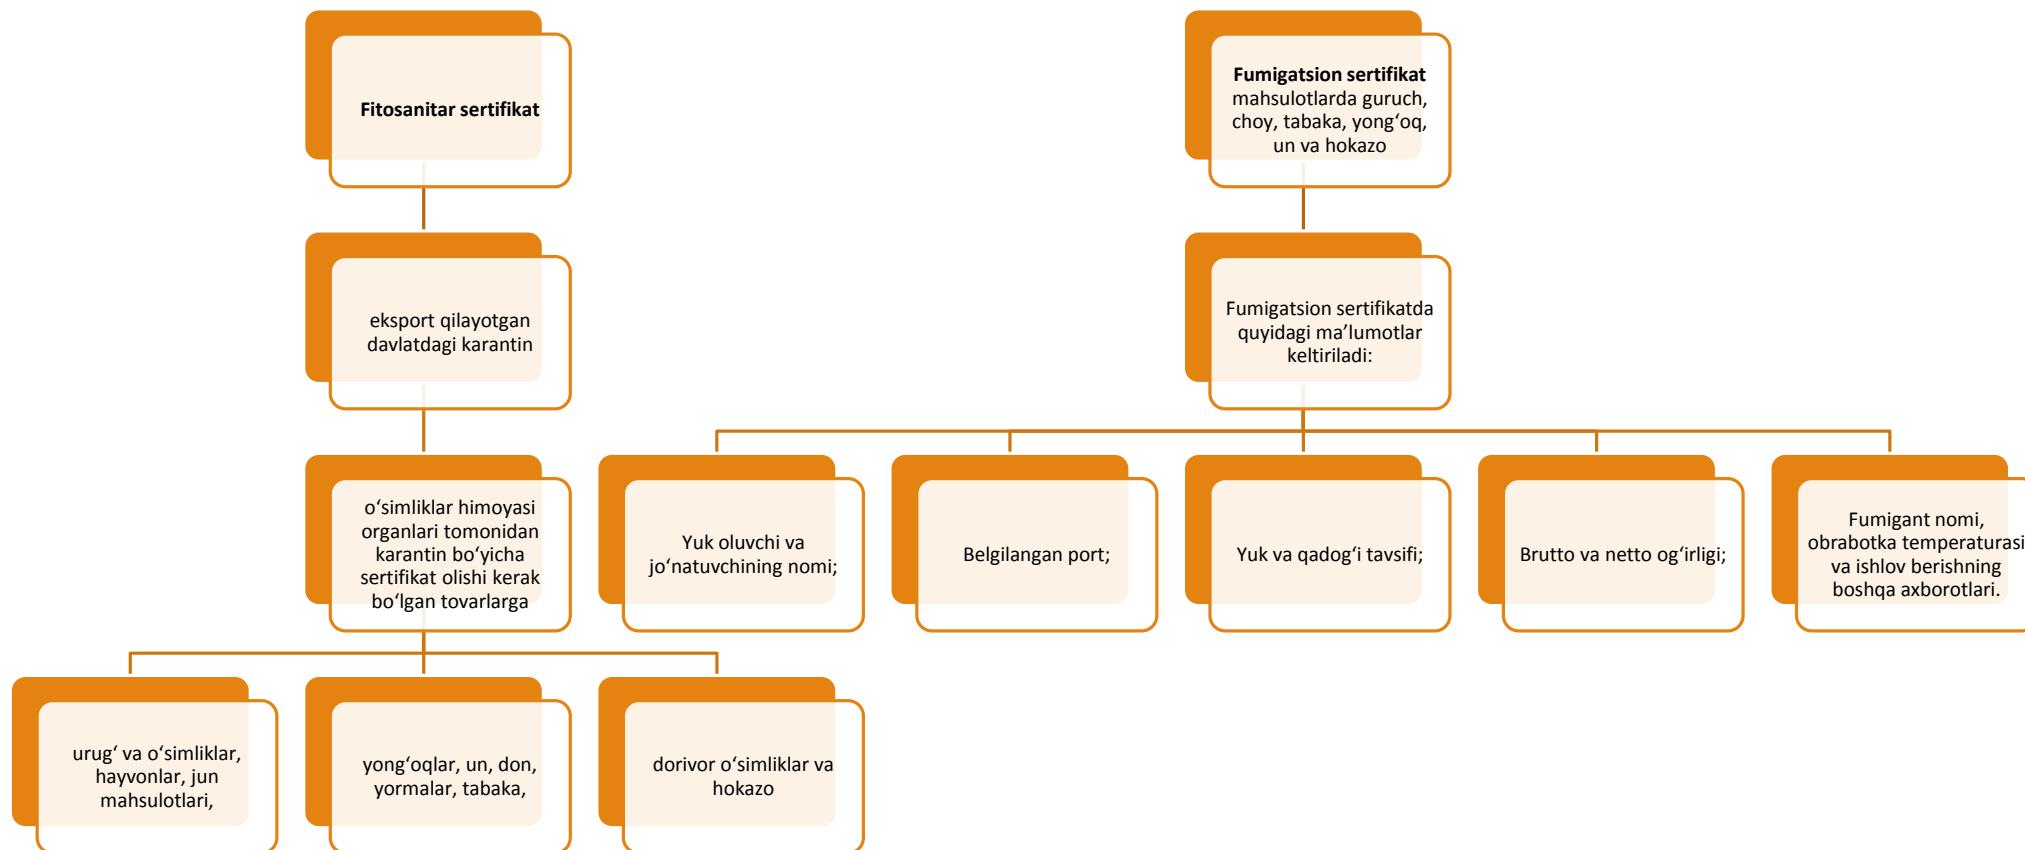 Fitosanitar sertifikat
Fumigatsion sertifikat
mahsulotlarda guruch,
choy, tabaka, yong‘oq,
un va hokazo
eksport qilayotgan
davlatdagi karantin
Fumigatsion sertifikatda
quyidagi ma’lumotlar
keltiriladi:
o‘simliklar himoyasi
organlari tomonidan
karantin bo‘yicha
sertifikat olishi kerak
bo‘lgan tovarlarga
Yuk oluvchi va
jo‘natuvchining nomi;
Belgilangan port;
Yuk va qadog‘i tavsifi;
Brutto va netto og‘irligi;
Fumigant nomi,
obrabotka temperaturasi
va ishlov berishning
boshqa axborotlari.
urug‘ va o‘simliklar,
hayvonlar, jun
mahsulotlari,
yong‘oqlar, un, don,
yormalar, tabaka,
dorivor o‘simliklar va
hokazo